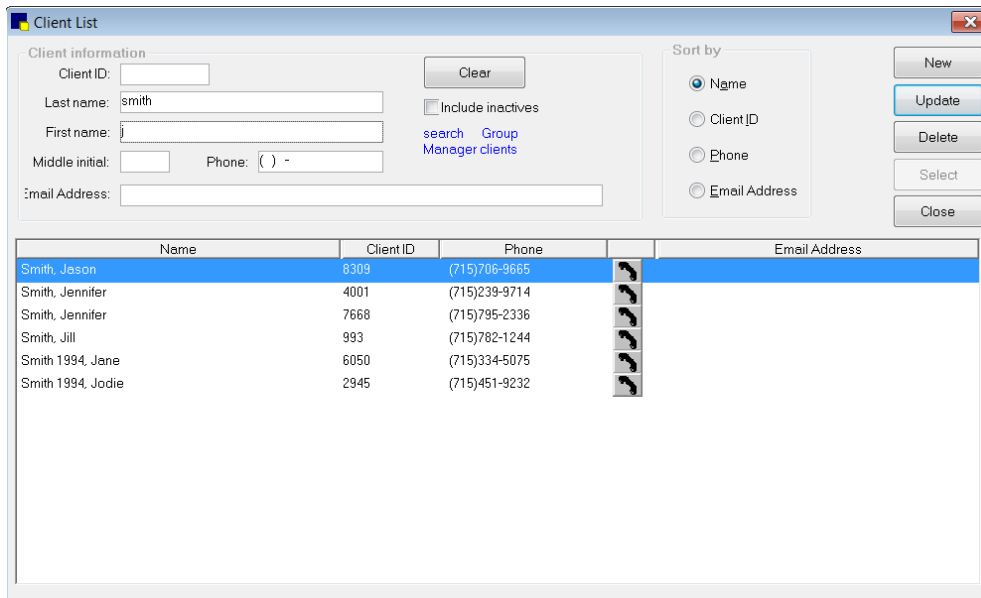 Client List
Client information
Client ID:
Clear
Last name: smith
Include inactives
First name: j
search Group
Manager clients
Middle initial:
Phone: ( ) -
Email Address:
Sort by
Name
Client ID
Phone
Email Address
New
Update
Delete
Select
Close
Name Client ID Phone Email Address
Smith, Jason 8309 (715)706-9665
Smith, Jennifer 4001 (715)239-9714
Smith, Jennifer 7668 (715)795-2336
Smith, Jill 993 (715)782-1244
Smith 1994, Jane 6050 (715)334-5075
Smith 1994, Jodie 2945 (715)451-9232